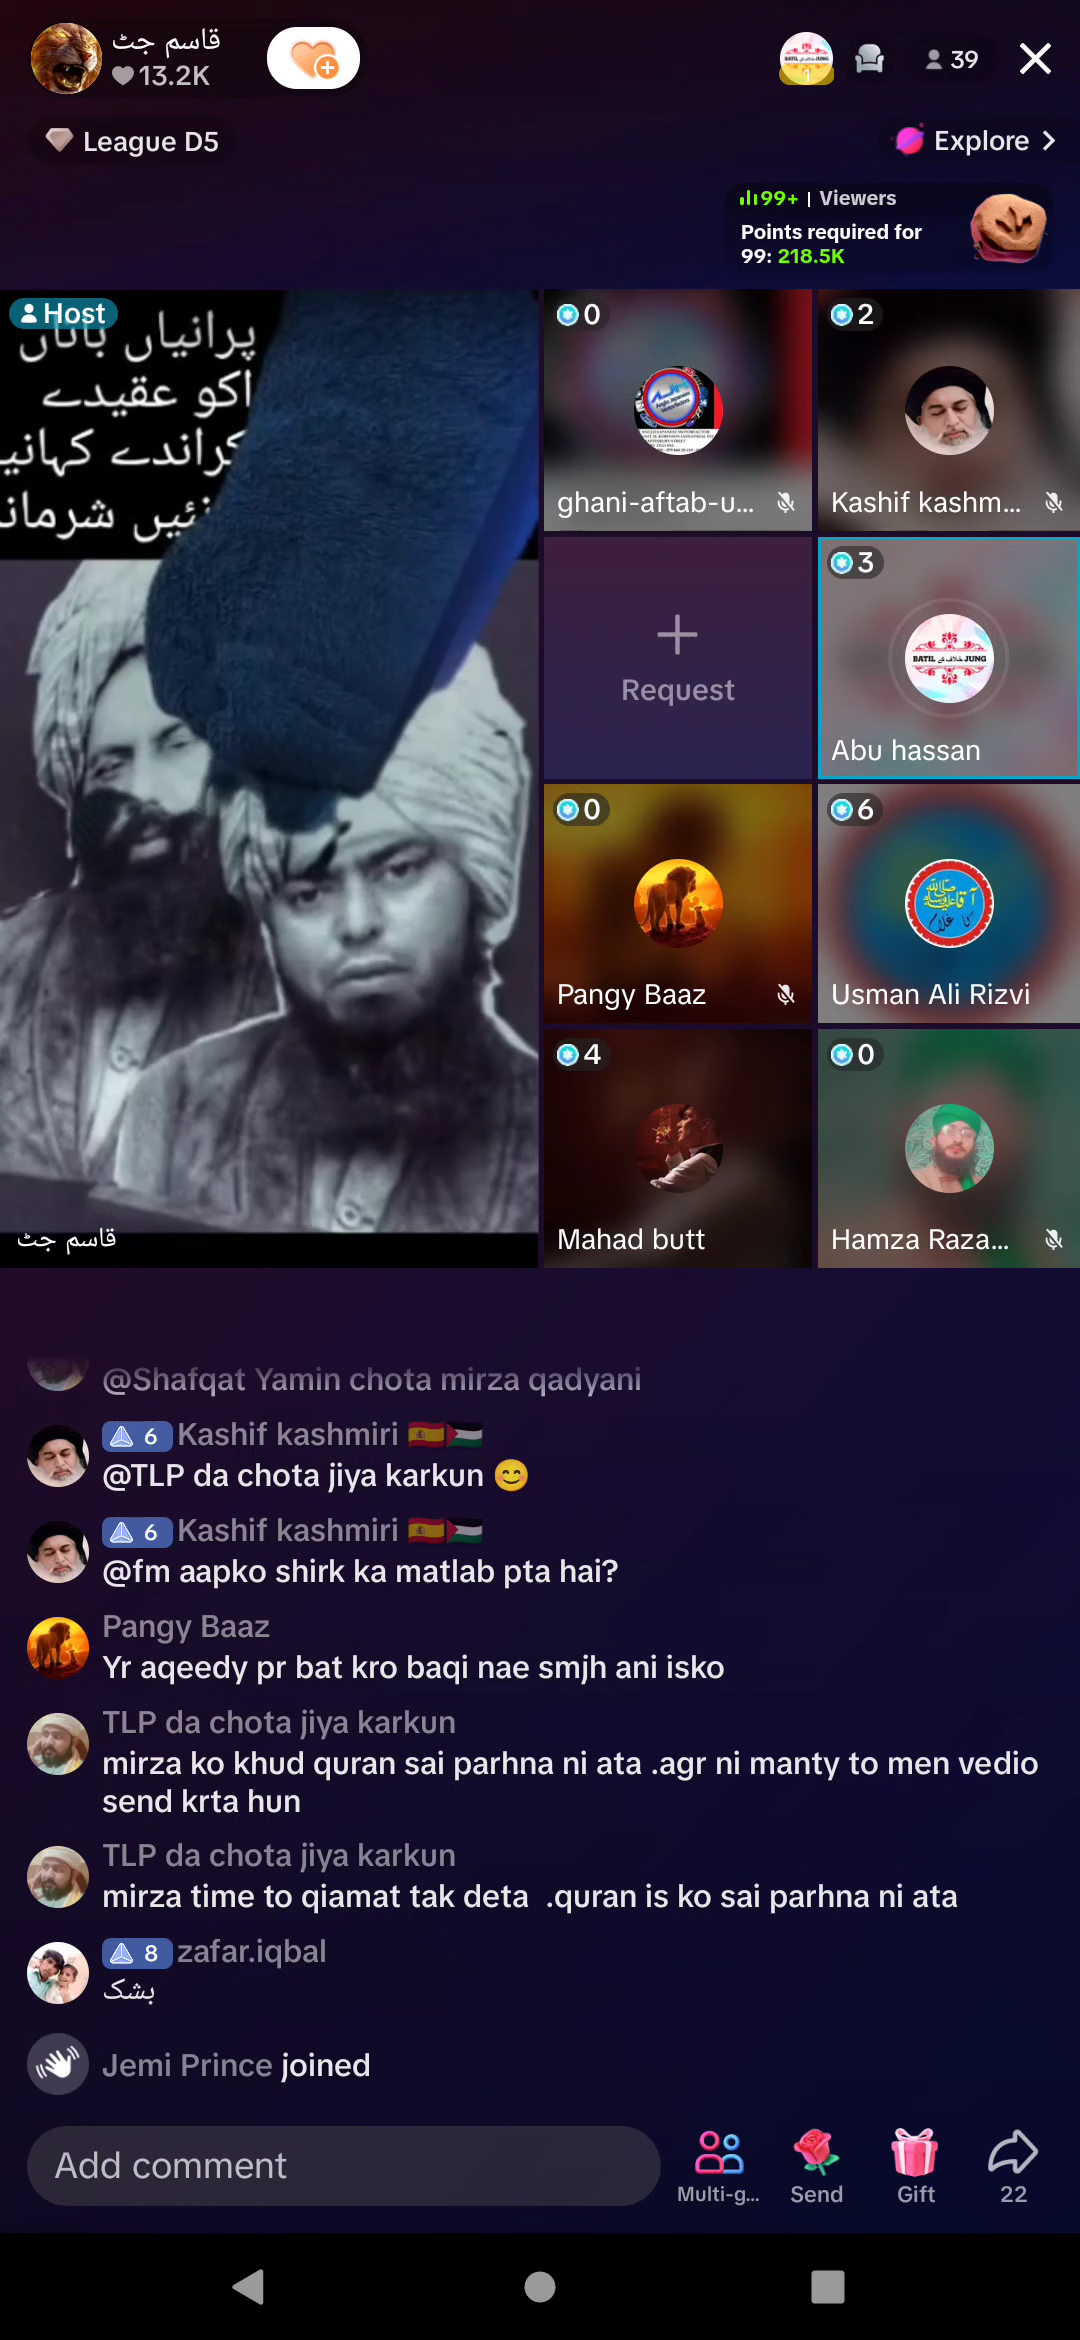 قاسم جٹ
13.2K
1
39
League D5
Explore
99+ | Viewers
Points required for
99: 218.5K
Host
پرانیاں باتاں
اکو عقیدے
کراندے
نئیں
0
ghani-aftab-u...
2
Kashif kashm...
Request
3
BATIL خلاف کے JUNG
Abu hassan
0
Pangy Baaz
6
Usman Ali Rizvi
4
Mahad butt
0
Hamza Raza...
قاسم جٹ
@Shafqat Yamin chota mirza qadyani
6 Kashif kashmiri 🇪🇸🇵🇸
@TLP da chota jiya karkun 😊
6 Kashif kashmiri 🇪🇸🇵🇸
@fm aapko shirk ka matlab pta hai?
Pangy Baaz
Yr aqeedy pr bat kro baqi nae smjh ani isko
TLP da chota jiya karkun
mirza ko khud quran sai parhna ni ata .agr ni manty to men vedio
send krta hun
TLP da chota jiya karkun
mirza time to qiamat tak deta  .quran is ko sai parhna ni ata
8 zafar.iqbal
بشک
Jemi Prince joined
Add comment
Multi-g...
Send
Gift
22